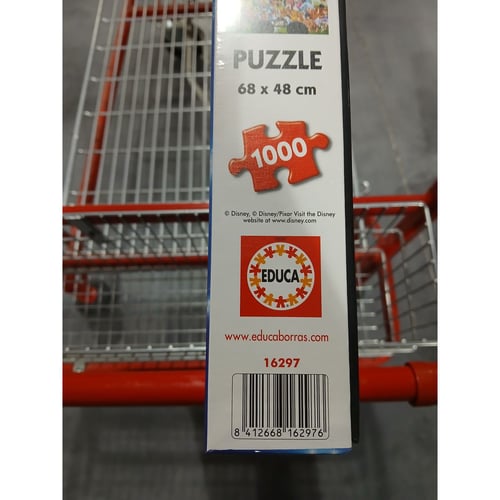 PUZZLE
68 x 48 cm
1000
© Disney, © Disney/Pixar Visit the Disney
website at www.disney.com
EDUCA
www.educaborras.com
16297
8 412668 162976